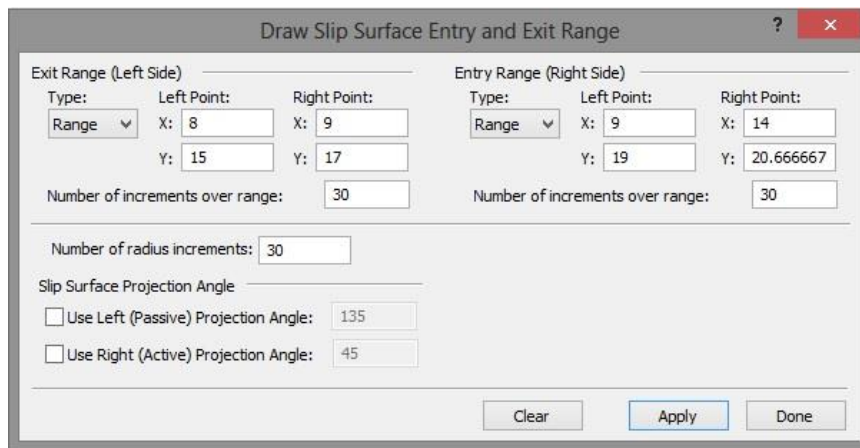 Draw Slip Surface Entry and Exit Range
?
Exit Range (Left Side)
Type: Left Point: Right Point:
Range X: 8 X: 9
Y: 15 Y: 17
Number of increments over range: 30
Entry Range (Right Side)
Type: Left Point: Right Point:
Range X: 9 X: 14
Y: 19 Y: 20.666667
Number of increments over range: 30
Number of radius increments: 30
Slip Surface Projection Angle
Use Left (Passive) Projection Angle: 135
Use Right (Active) Projection Angle: 45
Clear Apply Done